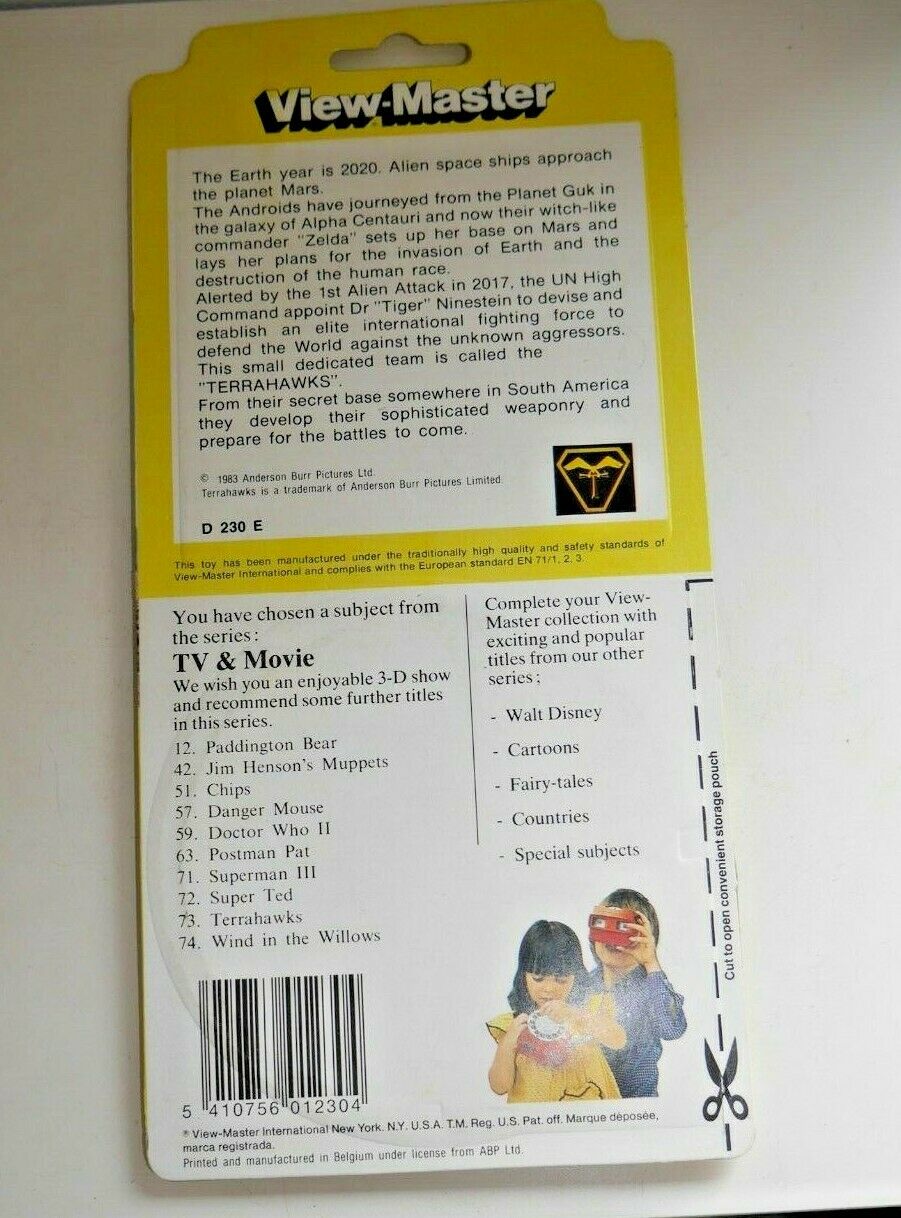 View-Master
The Earth year is 2020. Alien space ships approach
the planet Mars.
The Androids have journeyed from the Planet Guk in
the galaxy of Alpha Centauri and now their witch-like
commander "Zelda" sets up her base on Mars and
lays her plans for the invasion of Earth and the
destruction of the human race.
Alerted by the 1st Alien Attack in 2017, the UN High
Command appoint Dr "Tiger" Ninestein to devise and
establish an elite international fighting force to
defend the World against the unknown aggressors.
This small dedicated team is called the
"TERRAHAWKS".
From their secret base somewhere in South America
they develop their sophisticated weaponry and
prepare for the battles to come.
© 1983 Anderson Burr Pictures Ltd.
Terrahawks is a trademark of Anderson Burr Pictures Limited
D 230 E
This toy has been manufactured under the traditionally high quality and safety standards of
View-Master International and complies with the European standard EN 71/1, 2, 3.
You have chosen a subject from
the series:
TV & Movie
We wish you an enjoyable 3-D show
and recommend some further titles
in this series.
12. Paddington Bear
42. Jim Henson's Muppets
51. Chips
57. Danger Mouse
59. Doctor Who II
63. Postman Pat
71. Superman III
72. Super Ted
73. Terrahawks
74. Wind in the Willows
Complete your View-
Master collection with
exciting and popular
titles from our other
series:
- Walt Disney
- Cartoons
- Fairy-tales
- Countries
- Special subjects
Cut to open convenient storage pouch
5 410756 012304
® View-Master International New York. N.Y. U.S.A. T.M. Reg. U.S. Pat. off. Marque déposée,
marca registrada.
Printed and manufactured in Belgium under license from ABP Ltd.